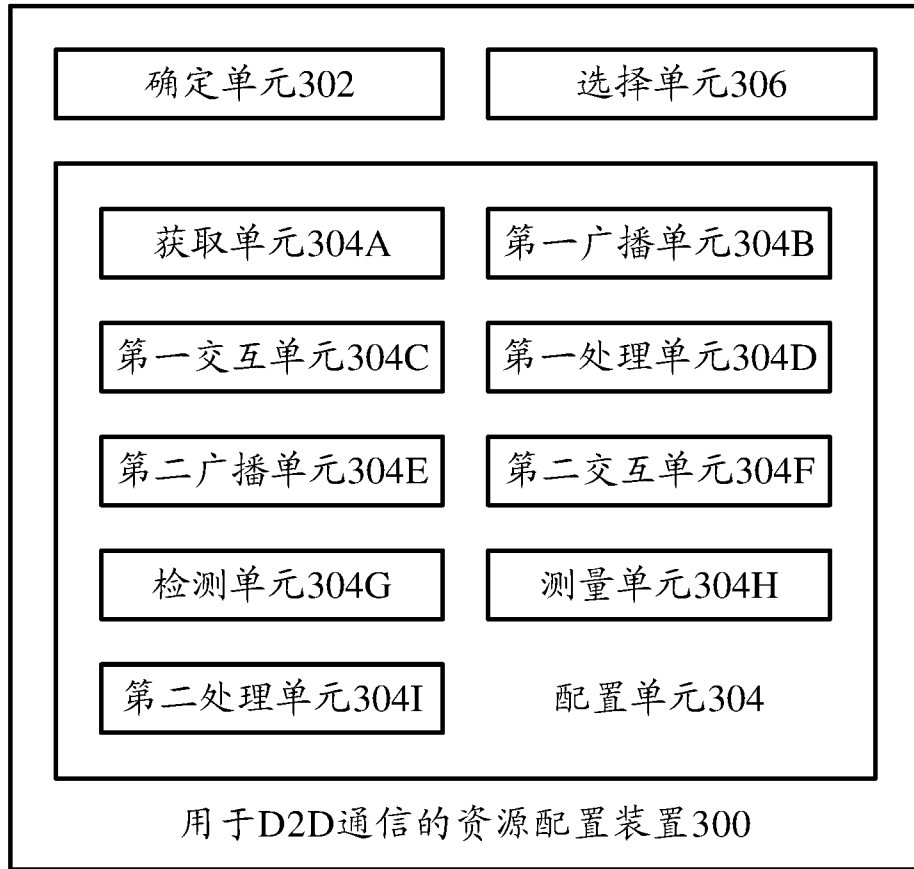 确定单元302
选择单元306
获取单元304A
第一广播单元304B
第一交互单元304C
第一处理单元304D
第二广播单元304E
第二交互单元304F
检测单元304G
测量单元304H
第二处理单元304I
配置单元304
用于D2D通信的资源配置装置300